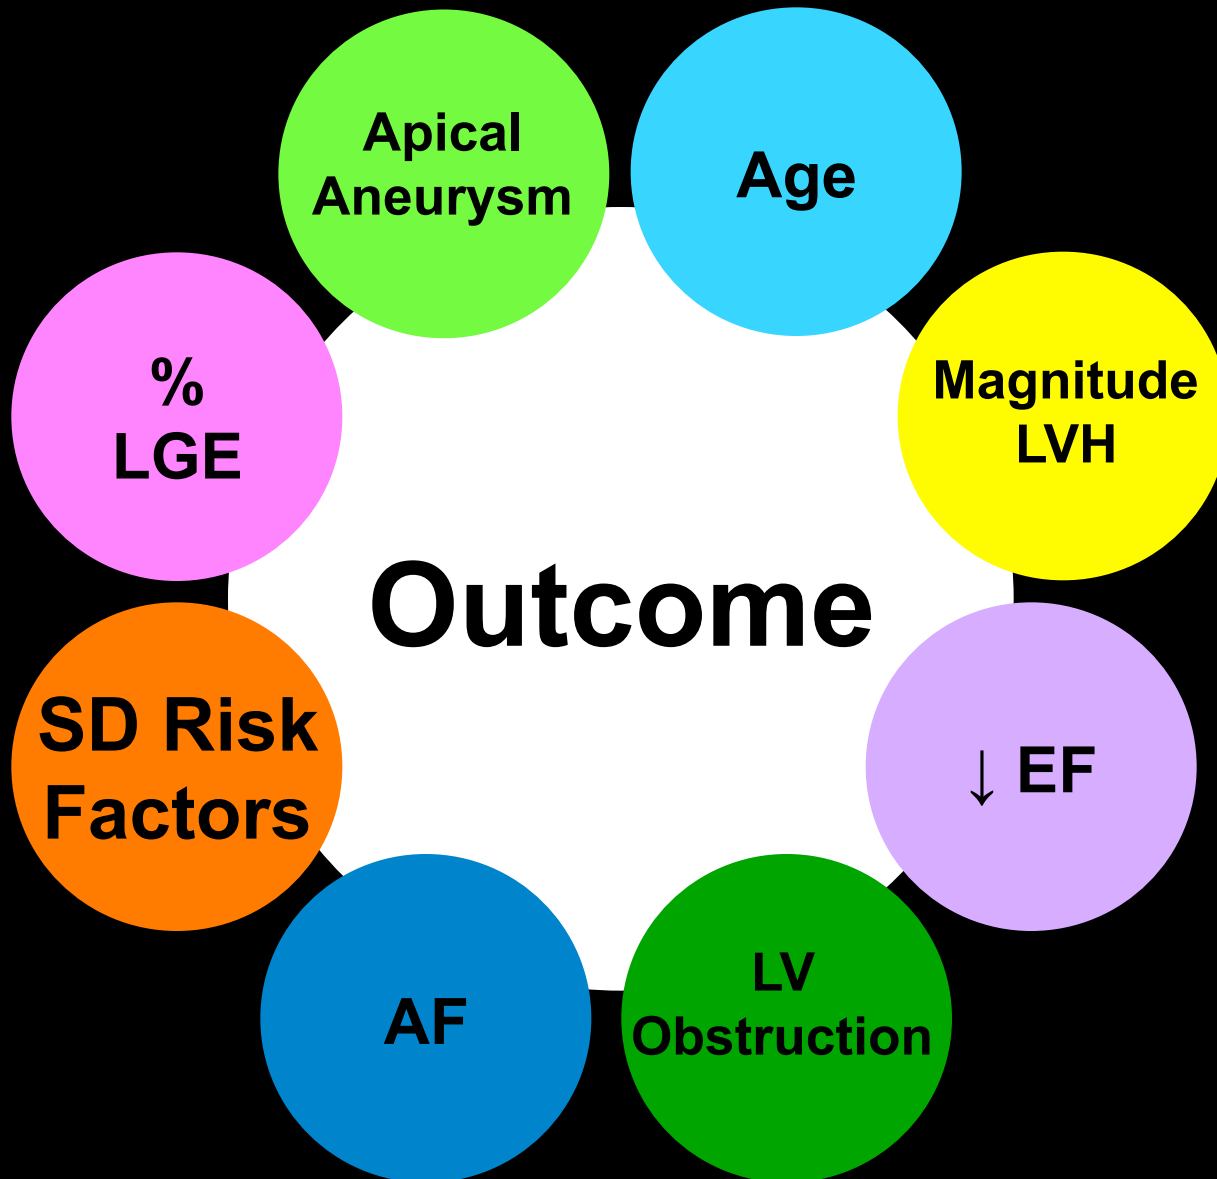 Apical
Aneurysm
Age
%
LGE
Magnitude
LVH
Outcome
SD Risk
Factors
↓ EF
AF
LV
Obstruction